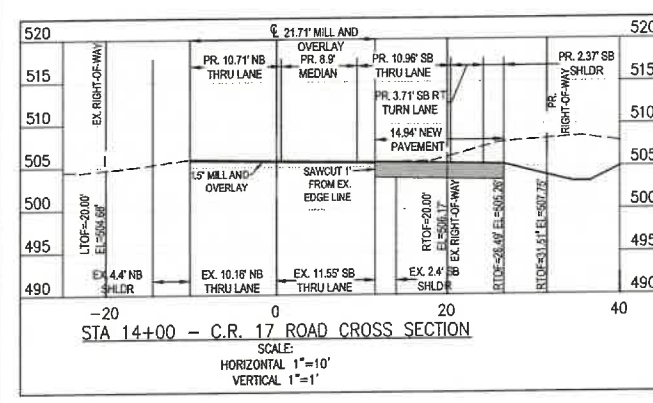 ℄ 21.71' MILL AND
OVERLAY
520
515
510
505
500
495
490
EX. RIGHT-OF-WAY
PR. 10.71' NB
THRU LANE
PR. 8.9'
MEDIAN
PR. 10.96' SB
THRU LANE
PR. 2.37' SB
SHLDR
PR. 3.71' SB RT
TURN LANE
PR.
RIGHT-OF-WAY
14.94' NEW
PAVEMENT
1.5" MILL AND
OVERLAY
SAWCUT 1'
FROM EX.
EDGE LINE
LTOF=-20.00'
EL=504.68'
RTOF=20.00'
EL=506.17'
EX. RIGHT-OF-WAY
RTOF=26.49' EL=505.26'
RTOF=31.51' EL=507.75'
520
515
510
505
500
495
490
EX. 4.4' NB
SHLDR
EX. 10.16' NB
THRU LANE
EX. 11.55' SB
THRU LANE
EX. 2.4' SB
SHLDR
-20
0
20
40
STA 14+00 - C.R. 17 ROAD CROSS SECTION
SCALE:
HORIZONTAL 1"=10'
VERTICAL 1"=1'